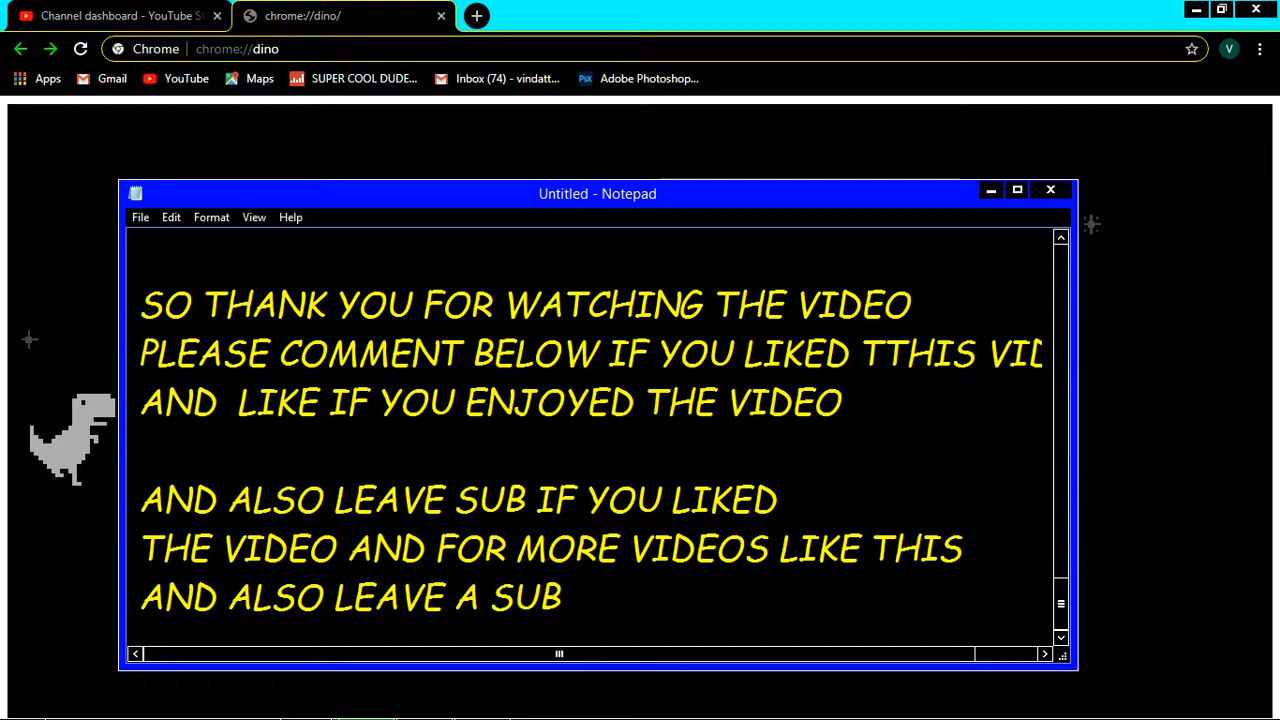 Channel dashboard - YouTube S
chrome://dino/
Chrome chrome://dino
V
Apps Gmail YouTube Maps SUPER COOL DUDE... Inbox (74) - vindatt... Adobe Photoshop...
Untitled - Notepad
File Edit Format View Help
SO THANK YOU FOR WATCHING THE VIDEO
PLEASE COMMENT BELOW IF YOU LIKED TTHIS VID
AND LIKE IF YOU ENJOYED THE VIDEO
AND ALSO LEAVE SUB IF YOU LIKED
THE VIDEO AND FOR MORE VIDEOS LIKE THIS
AND ALSO LEAVE A SUB